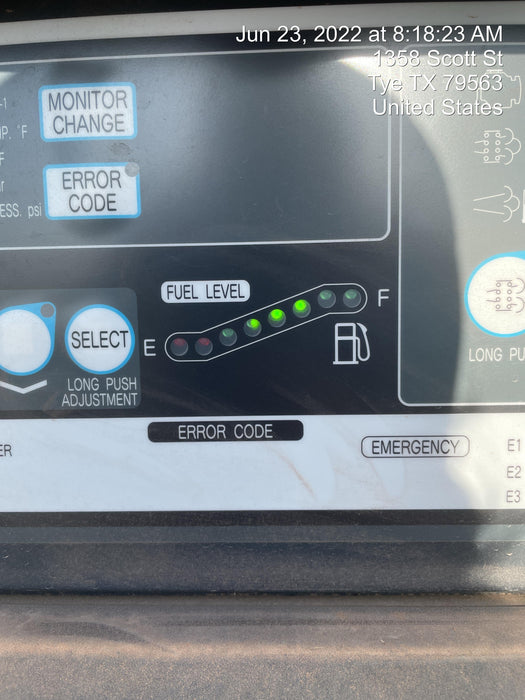 Jun 23, 2022 at 8:18:23 AM
1358 Scott St
Tye TX 79563
United States
-1
MONITOR
CHANGE
P. °F
F
ERROR
CODE
ESS. psi
FUEL LEVEL
F
E
SELECT
LONG PUSH
ADJUSTMENT
LONG PU
ERROR CODE
ER
EMERGENCY
E1
E2
E3